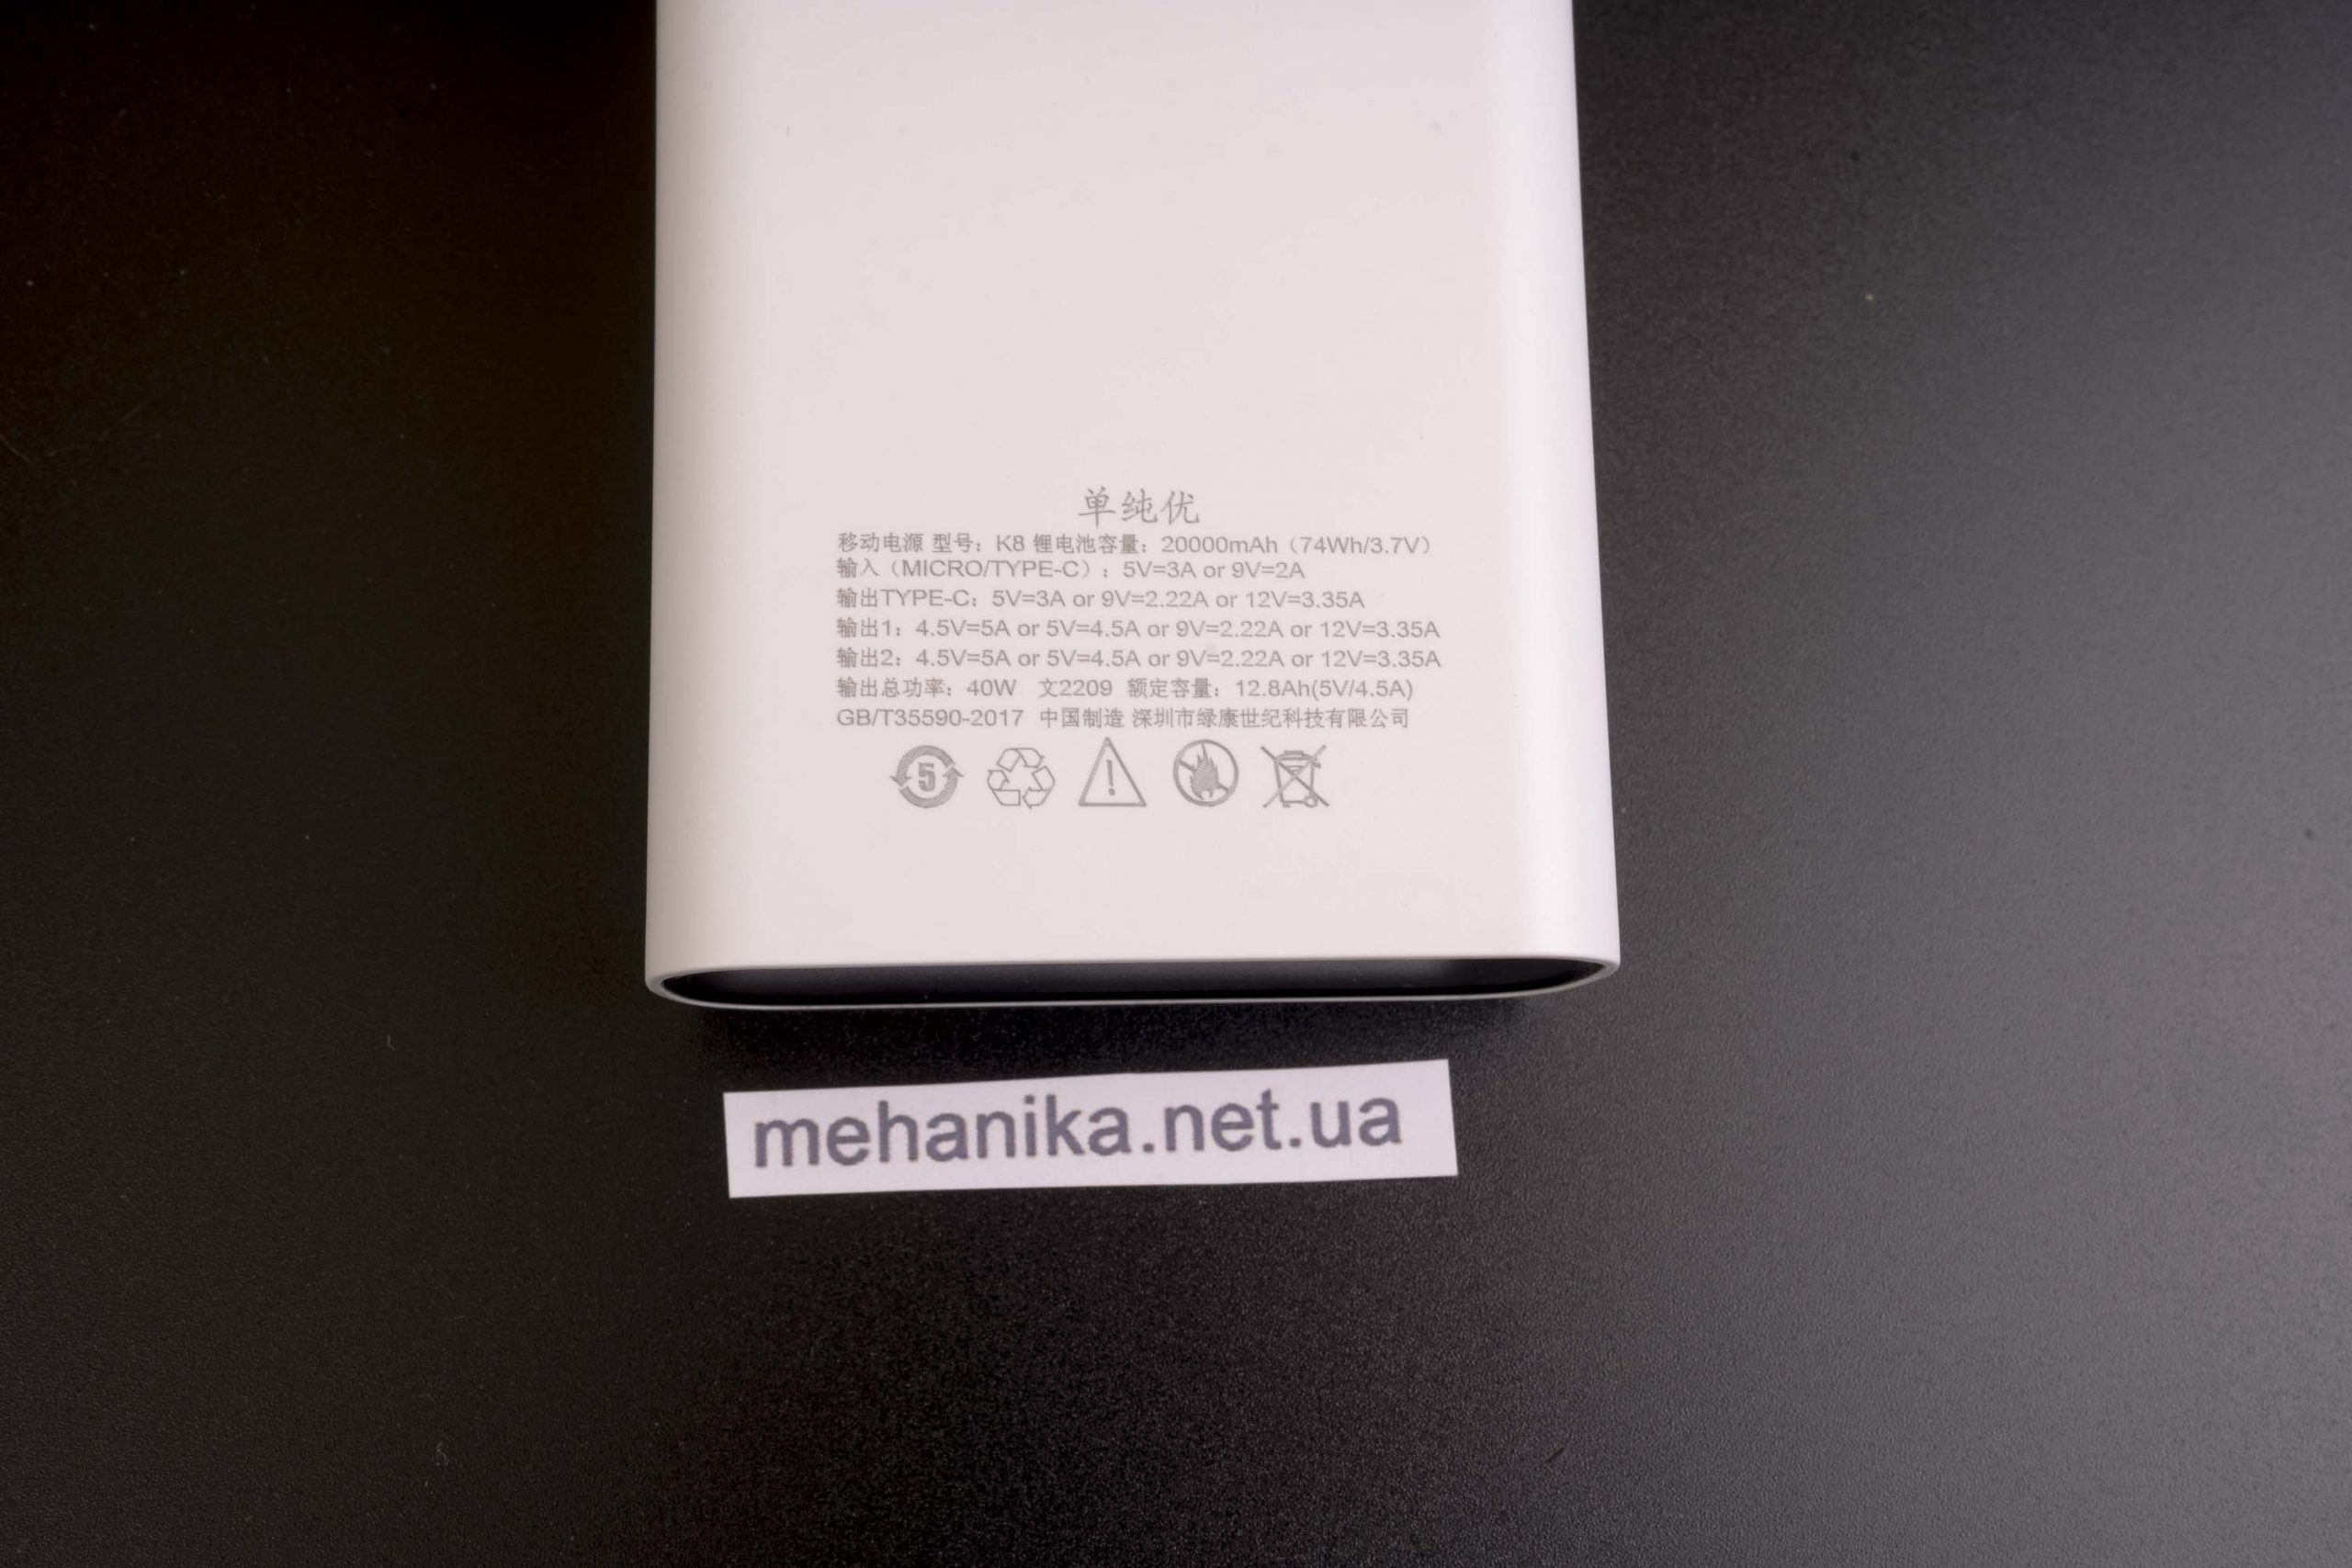 单纯优
移动电源 型号：K8 锂电池容量：20000mAh（74Wh/3.7V）
输入（MICRO/TYPE-C）：5V=3A or 9V=2A
输出TYPE-C：5V=3A or 9V=2.22A or 12V=3.35A
输出1：4.5V=5A or 5V=4.5A or 9V=2.22A or 12V=3.35A
输出2：4.5V=5A or 5V=4.5A or 9V=2.22A or 12V=3.35A
输出总功率：40W 文2209 额定容量：12.8Ah(5V/4.5A)
GB/T35590-2017 中国制造 深圳市绿康世纪科技有限公司
5
mehanika.net.ua